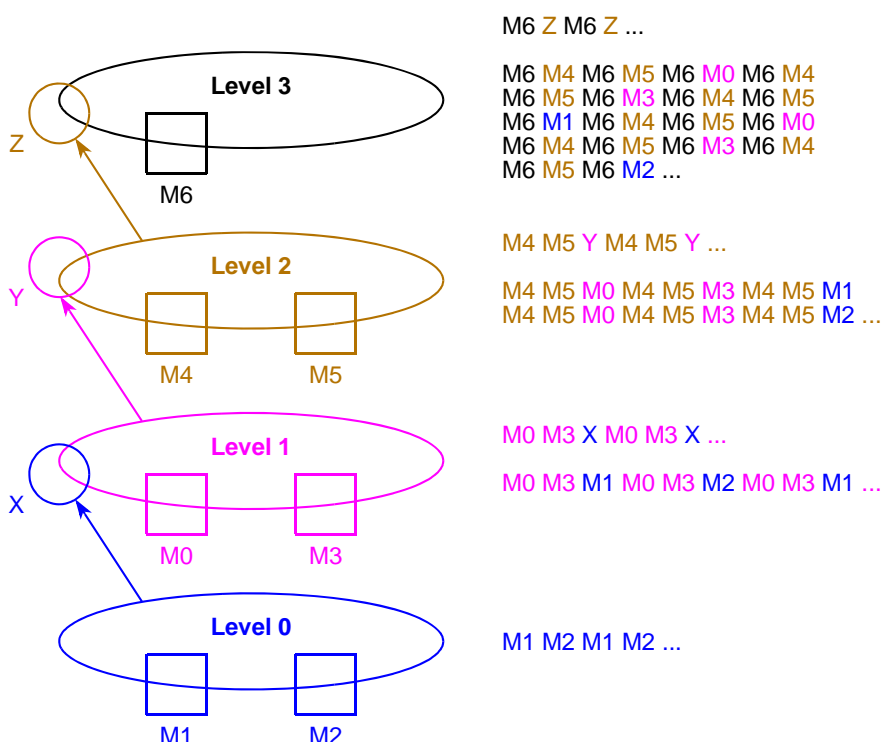 M6 Z M6 Z ...
Level 3
M6 M4 M6 M5 M6 M0 M6 M4
M6 M5 M6 M3 M6 M4 M6 M5
M6 M1 M6 M4 M6 M5 M6 M0
M6 M4 M6 M5 M6 M3 M6 M4
M6 M5 M6 M2 ...
Z
M6
M4 M5 Y M4 M5 Y ...
Level 2
M4 M5 M0 M4 M5 M3 M4 M5 M1
M4 M5 M0 M4 M5 M3 M4 M5 M2 ...
Y
M4
M5
M0 M3 X M0 M3 X ...
Level 1
M0 M3 M1 M0 M3 M2 M0 M3 M1 ...
X
M0
M3
Level 0
M1 M2 M1 M2 ...
M1
M2